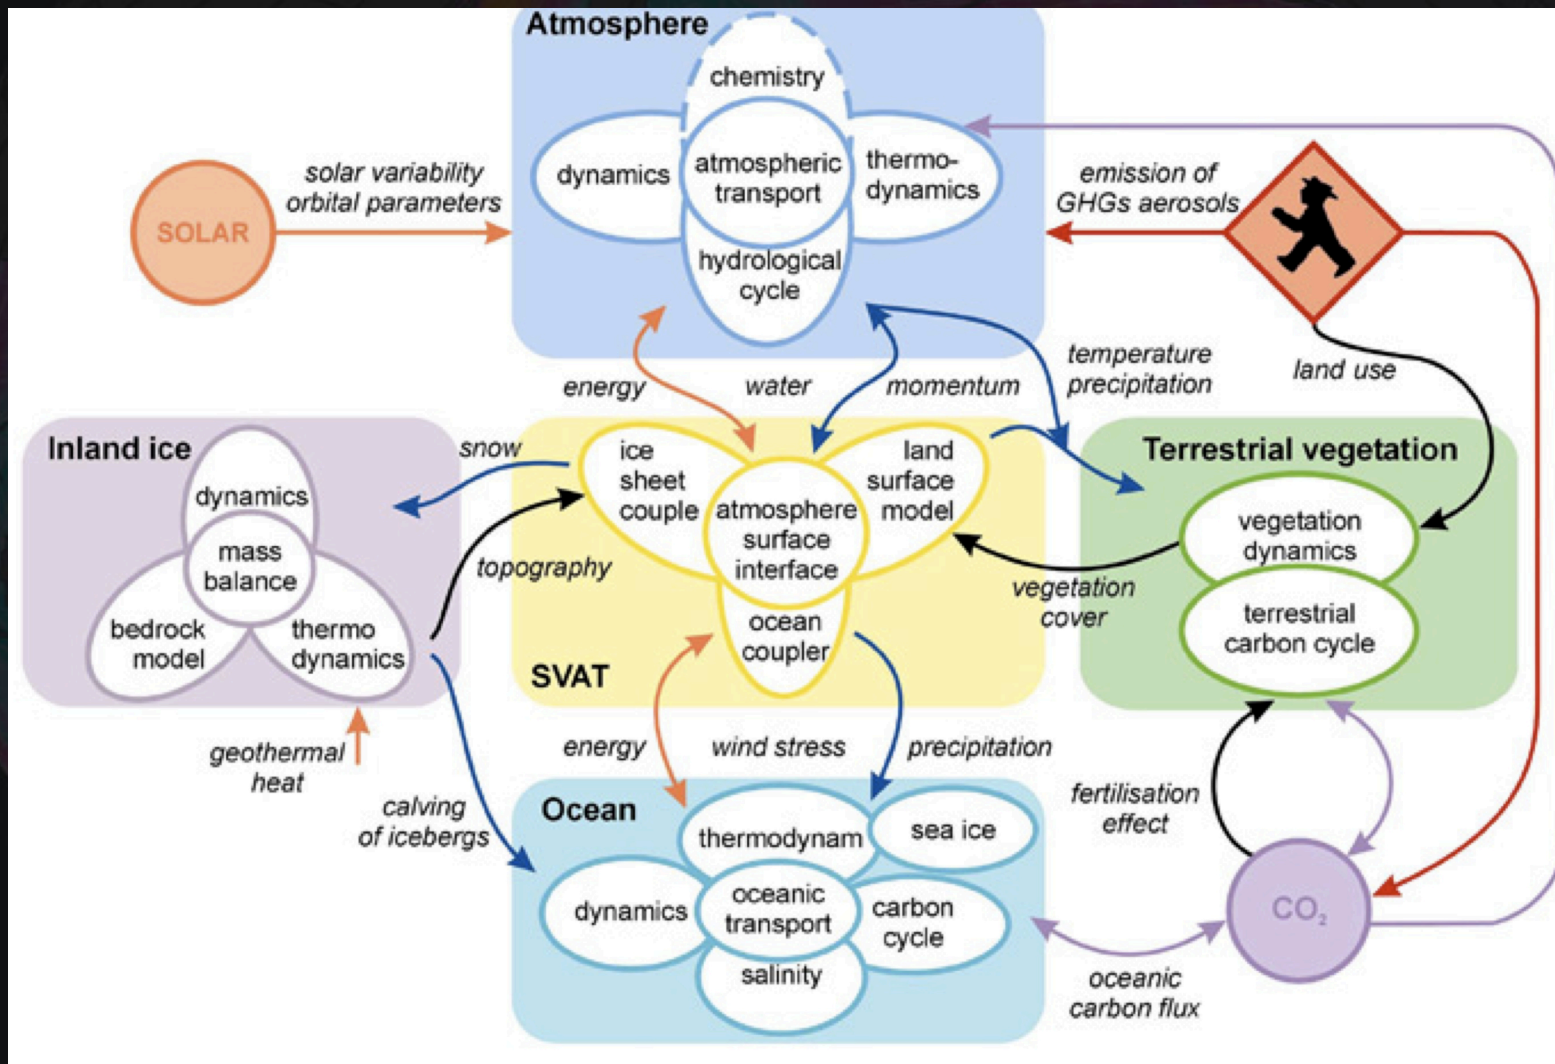 Atmosphere
chemistry
dynamics
atmospheric
transport
thermo-
dynamics
hydrological
cycle
SOLAR
solar variability
orbital parameters
emission of
GHGs aerosols
energy
water
momentum
temperature
precipitation
land use
Inland ice
dynamics
mass
balance
bedrock
model
thermo
dynamics
snow
topography
geothermal
heat
calving
of icebergs
ice
sheet
couple
atmosphere
surface
interface
land
surface
model
ocean
coupler
SVAT
Terrestrial vegetation
vegetation
dynamics
terrestrial
carbon cycle
vegetation
cover
energy
wind stress
precipitation
fertilisation
effect
Ocean
thermodynam
sea ice
dynamics
oceanic
transport
carbon
cycle
salinity
oceanic
carbon flux
CO₂